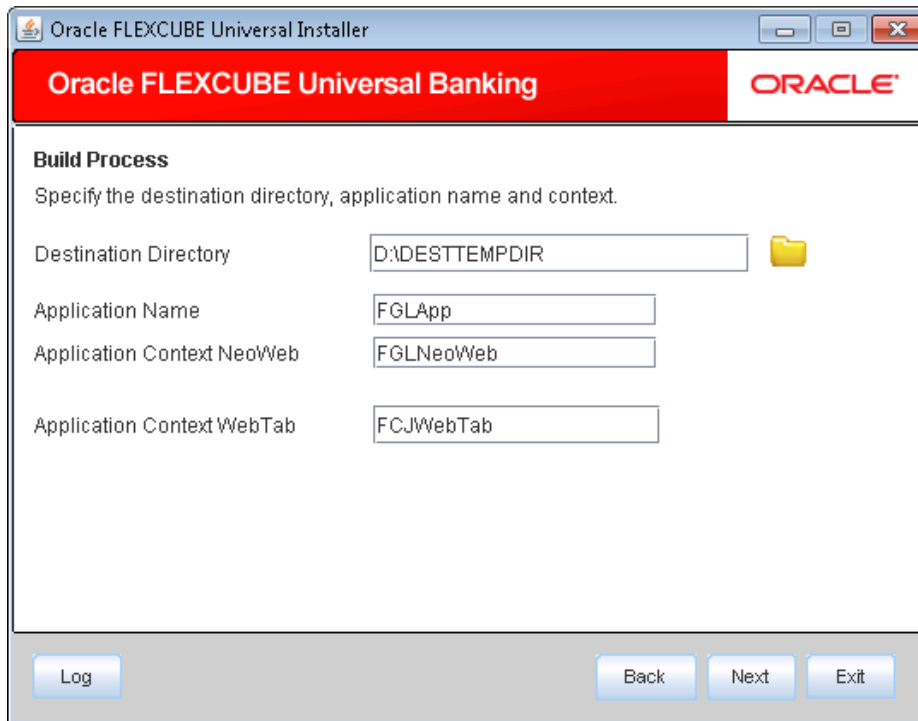 Oracle FLEXCUBE Universal Installer
Oracle FLEXCUBE Universal Banking
ORACLE®
Build Process
Specify the destination directory, application name and context.
Destination Directory D:\DESTTEMPDIR
Application Name FGLApp
Application Context NeoWeb FGLNeoWeb
Application Context WebTab FCJWebTab
Log Back Next Exit